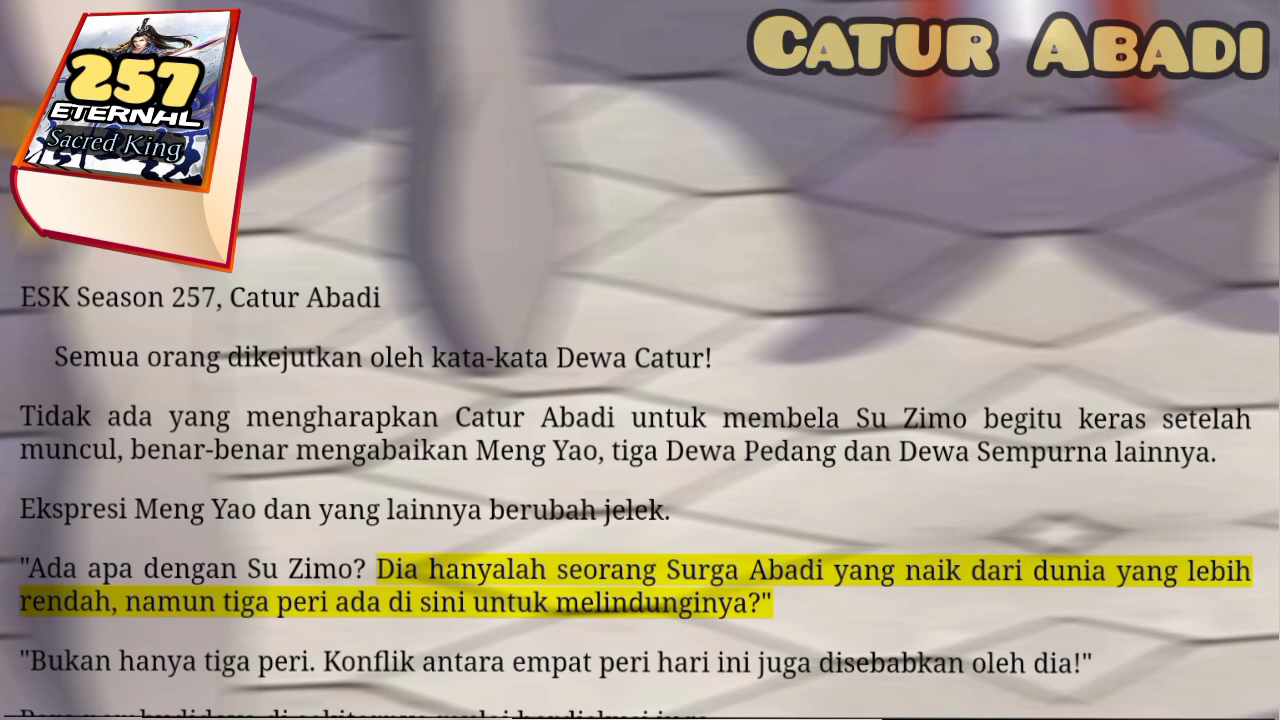 257
ETERNAL
Sacred King
CATUR ABADI
ESK Season 257, Catur Abadi
Semua orang dikejutkan oleh kata-kata Dewa Catur!
Tidak ada yang mengharapkan Catur Abadi untuk membela Su Zimo begitu keras setelah
muncul, benar-benar mengabaikan Meng Yao, tiga Dewa Pedang dan Dewa Sempurna lainnya.
Ekspresi Meng Yao dan yang lainnya berubah jelek.
"Ada apa dengan Su Zimo? Dia hanyalah seorang Surga Abadi yang naik dari dunia yang lebih
rendah, namun tiga peri ada di sini untuk melindunginya?"
"Bukan hanya tiga peri. Konflik antara empat peri hari ini juga disebabkan oleh dia!"